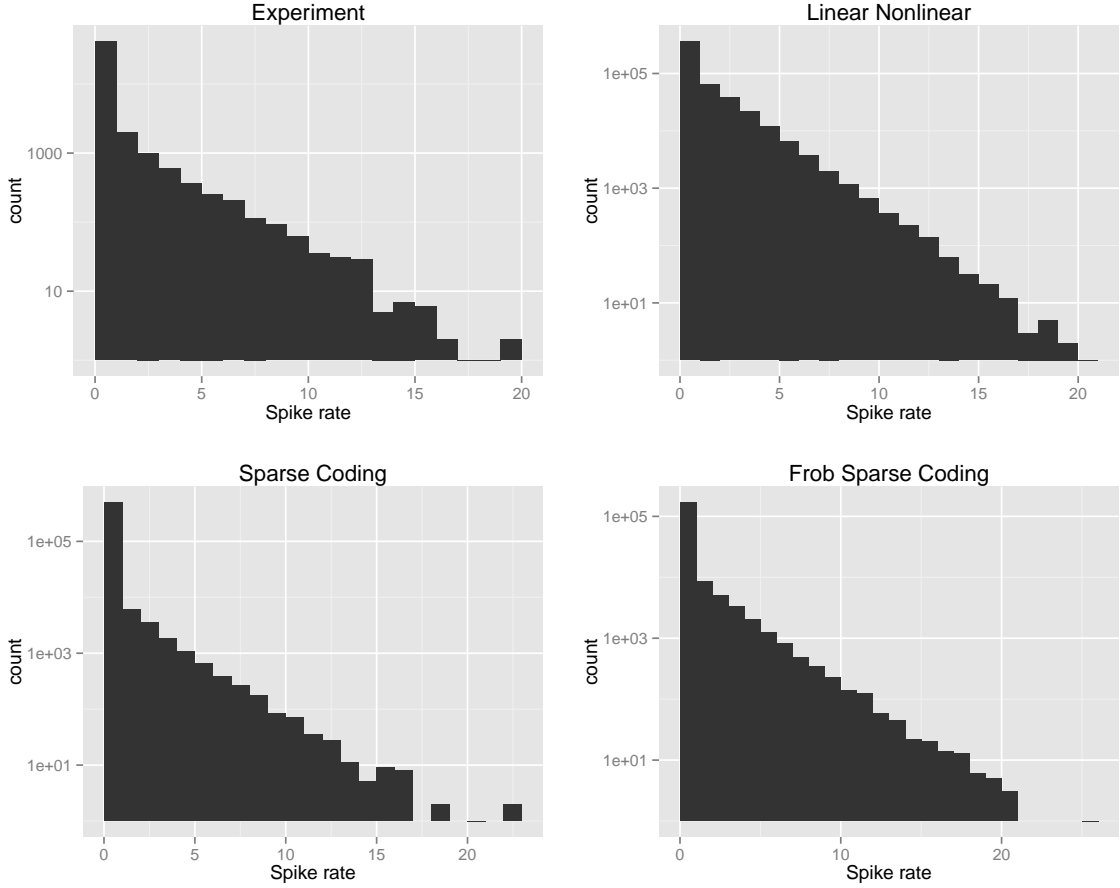 Experiment
count
1000
10
0 5 10 15 20
Spike rate
Linear Nonlinear
count
1e+05
1e+03
1e+01
0 5 10 15 20
Spike rate
Sparse Coding
count
1e+05
1e+03
1e+01
0 5 10 15 20
Spike rate
Frob Sparse Coding
count
1e+05
1e+03
1e+01
0 10 20
Spike rate